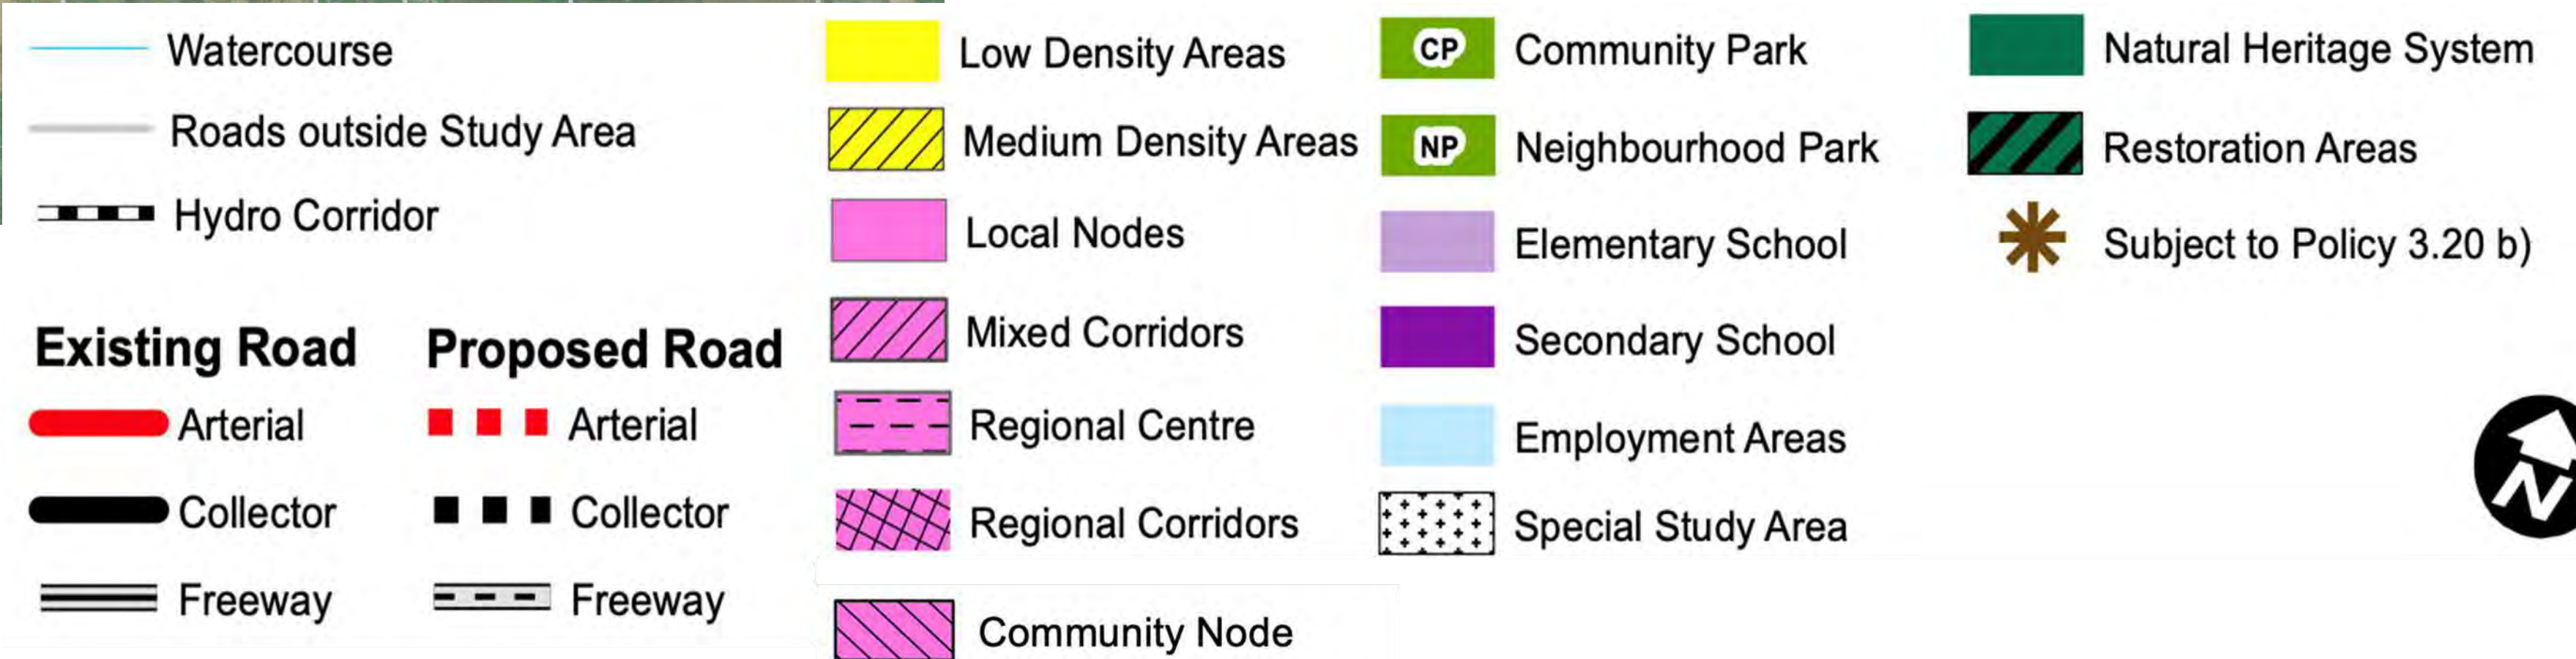 Watercourse
Roads outside Study Area
Hydro Corridor
Existing Road
Arterial
Collector
Freeway
Proposed Road
Arterial
Collector
Freeway
Low Density Areas
Medium Density Areas
Local Nodes
Mixed Corridors
Regional Centre
Regional Corridors
Community Node
CP Community Park
NP Neighbourhood Park
Elementary School
Secondary School
Employment Areas
Special Study Area
Natural Heritage System
Restoration Areas
Subject to Policy 3.20 b)
N